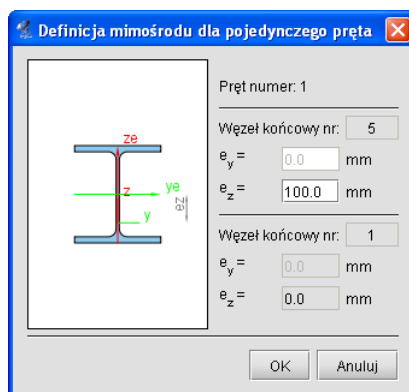 Definicja mimośrodu dla pojedynczego pręta
Pręt numer: 1
Węzeł końcowy nr: 5
ey = 0.0 mm
ez = 100.0 mm
Węzeł końcowy nr: 1
ey = 0.0 mm
ez = 0.0 mm
ze
ye
z
ez
y
OK Anuluj